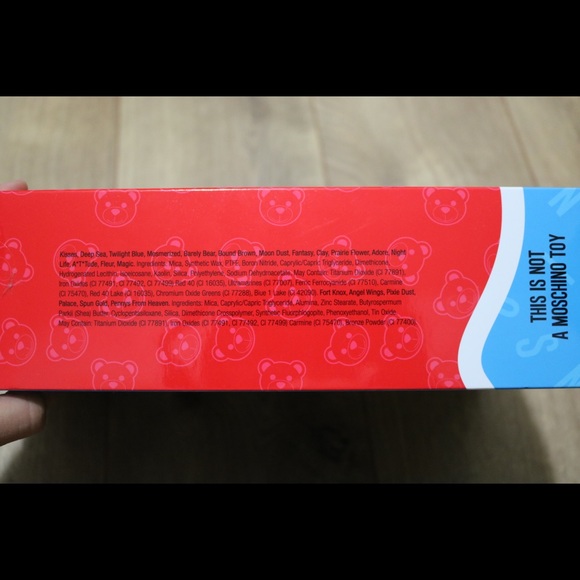 Kisses, Deep Sea, Twilight Blue, Mesmerized, Barely Bear, Bound Brown, Moon Dust, Fantasy, Clay, Prairie Flower, Adorn, Night
Life A*T*Tude, Fleur, Magic. Ingredients: Mica, Synthetic Wax, PTFE, Boron Nitride, Caprylic/Capric Triglyceride, Dimethicone,
Hydrogenated Lecithin, Isoeicosane, Kaolin, Silica, Polyethylene, Sodium Dehydroacetate, May Contain: Titanium Dioxide (Ci 77891),
Iron Oxides (Ci 77491, Ci 77492, Ci 77499) Red 40 (Ci 16035), Ultramarines (Ci 77007), Ferric Ferrocyanide (Ci 77510), Carmine
(Ci 75470), Red 40 Lake (Ci 16035), Chromium Oxide Greens (Ci 77288), Blue 1 Lake (Ci 42090). Fort Knox, Angel Wings, Pixie Dust,
Palace, Spun Gold, Penny's From Heaven. Ingredients: Mica, Caprylic/Capric Triglyceride, Alumina, Zinc Stearate, Butyrospermum
Parkii (Shea) Butter, Cyclopentasiloxane, Silica, Dimethicone Crosspolymer, Synthetic Fluorphlogopite, Phenoxyethanol, Tin Oxide
May Contain: Titanium Dioxide (Ci 77891), Iron Oxides (Ci 77491, Ci 77492, Ci 77499) Carmine (Ci 75470), Bronze Powder (Ci 77400).
THIS IS NOT
A MOSCHINO TOY